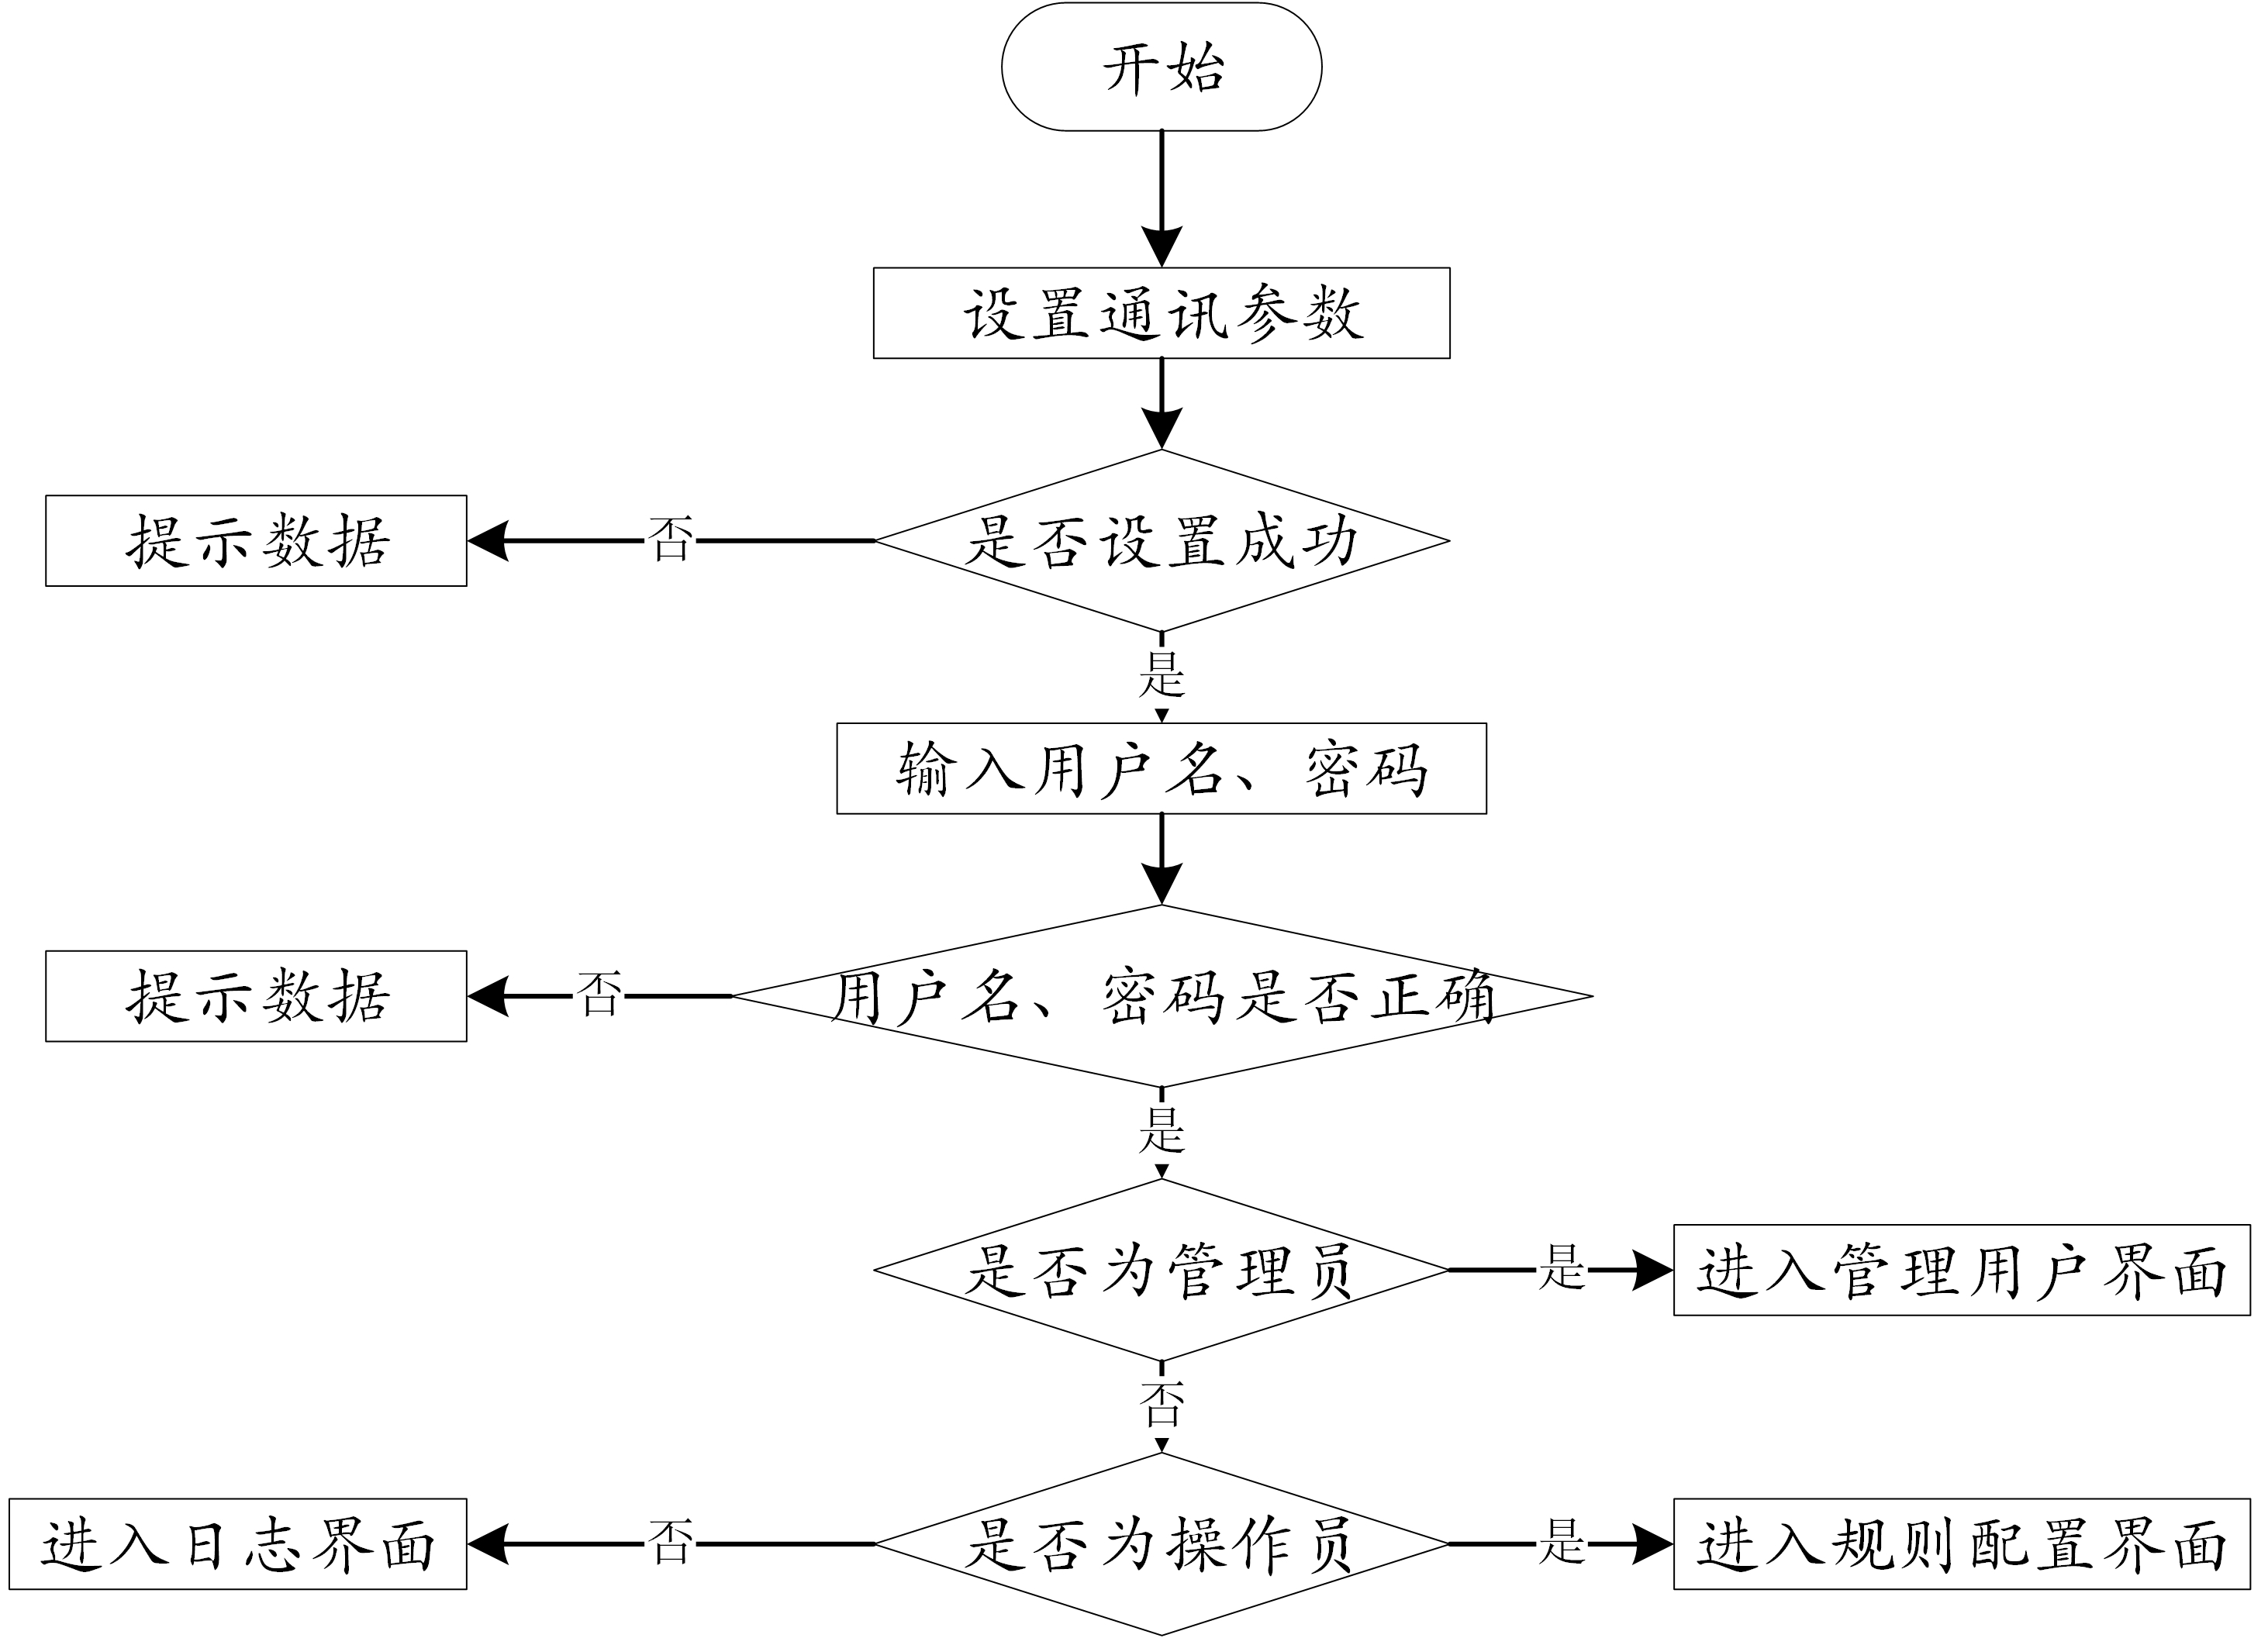 开始
设置通讯参数
提示数据
否
是否设置成功
是
输入用户名、密码
提示数据
否
用户名、密码是否正确
是
是否为管理员
是
进入管理用户界面
否
进入日志界面
否
是否为操作员
是
进入规则配置界面